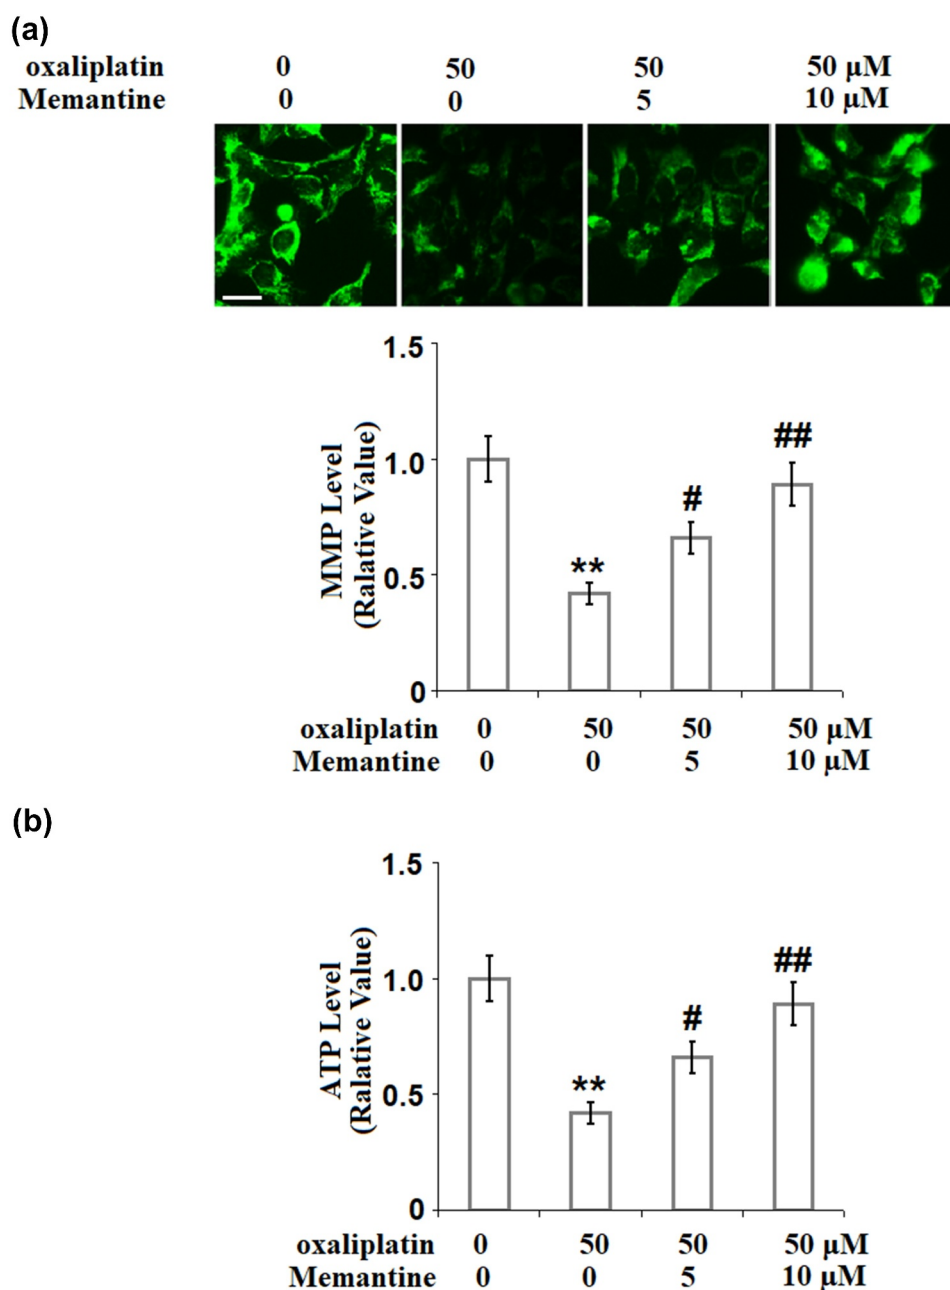 (a)
oxaliplatin 0 50 50 50 µM
Memantine 0 0 5 10 µM
1.5
##
1.0
#
**
0.5
0
MMP Level
(Ralative Value)
oxaliplatin 0 50 50 50 µM
Memantine 0 0 5 10 µM
(b)
1.5
##
1.0
#
**
0.5
0
ATP Level
(Ralative Value)
oxaliplatin 0 50 50 50 µM
Memantine 0 0 5 10 µM